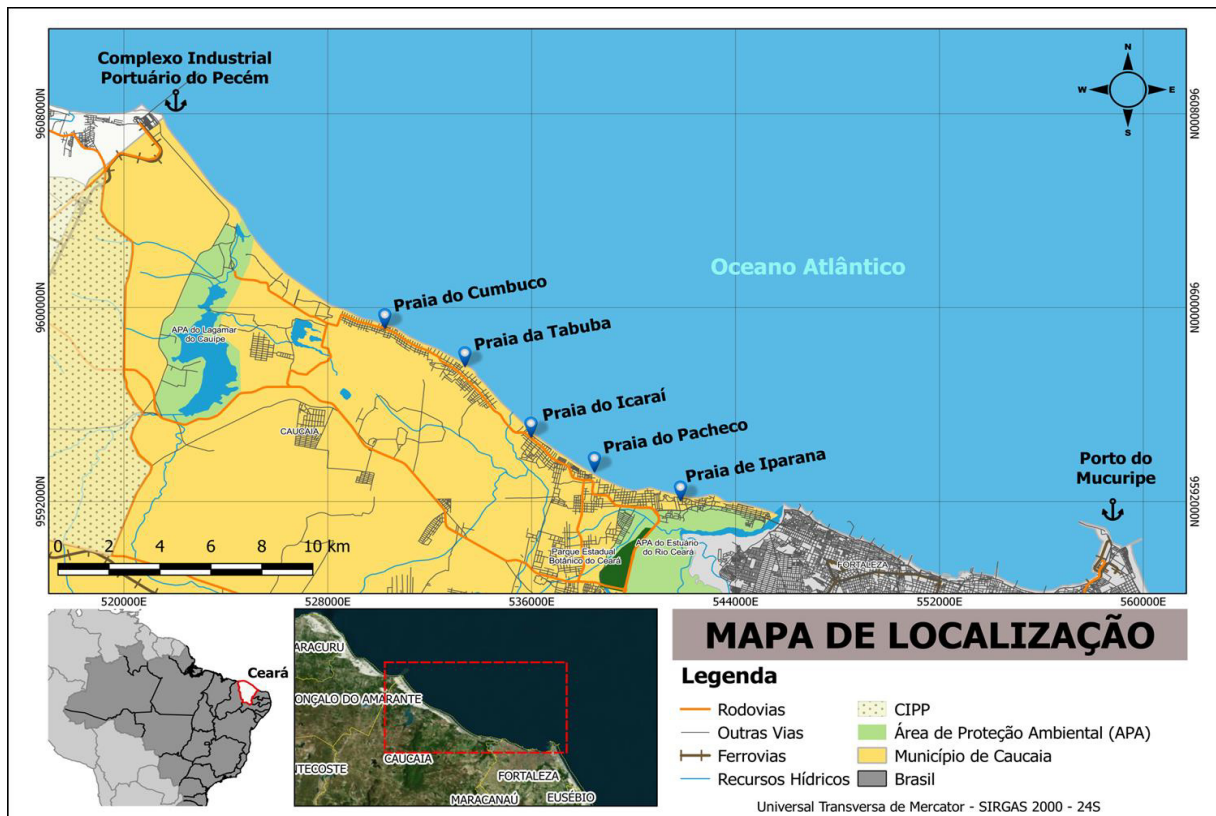 Complexo Industrial
Portuário do Pecém
N
W
E
S
9608000N
9608000N
Oceano Atlântico
Praia do Cumbuco
9600000N
9600000N
Praia da Tabuba
APA do Lagamar
do Cauípe
Praia do Icaraí
CAUCAIA
Praia do Pacheco
Praia de Iparana
Porto do
Mucuripe
9592000N
9592000N
0 2 4 6 8 10 km
Parque Estadual
Botânico do Ceará
APA do Estuário
do Rio Ceará
FORTALEZA
520000E
528000E
536000E
544000E
552000E
560000E
Ceará
ARACURU
ONÇALO DO AMARANTE
CAUCAIA
NTECOSTE
FORTALEZA
MARACANAÚ
EUSÉBIO
MAPA DE LOCALIZAÇÃO
Legenda
Rodovias
Outras Vias
Ferrovias
Recursos Hídricos
CIPP
Área de Proteção Ambiental (APA)
Município de Caucaia
Brasil
Universal Transversa de Mercator - SIRGAS 2000 - 24S